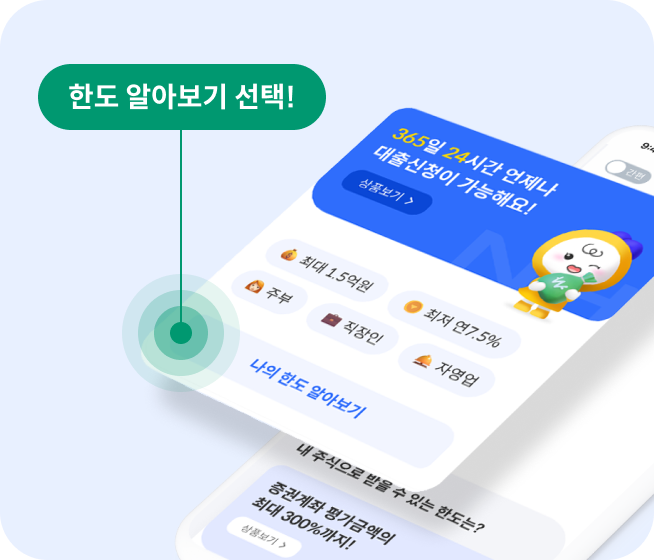 한도 알아보기 선택!
365일 24시간 언제나
대출신청이 가능해요!
상품보기
최대 1.5억원
최저 연7.5%
주부
직장인
자영업
나의 한도 알아보기
간편
내 주식으로 받을 수 있는 한도는?
증권계좌 평가금액의
최대 300%까지!
상품보기